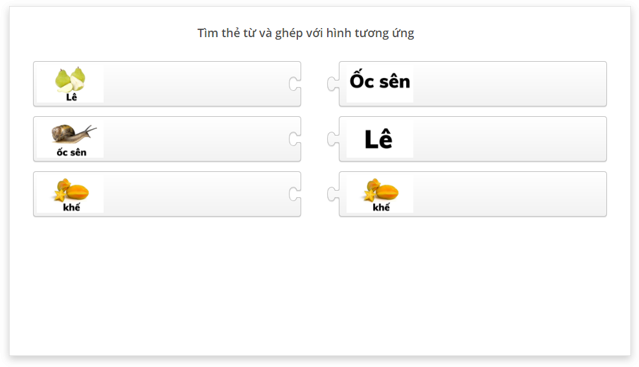 Tìm thẻ từ và ghép với hình tương ứng
Lê
Ốc sên
ốc sên
Lê
khế
khế